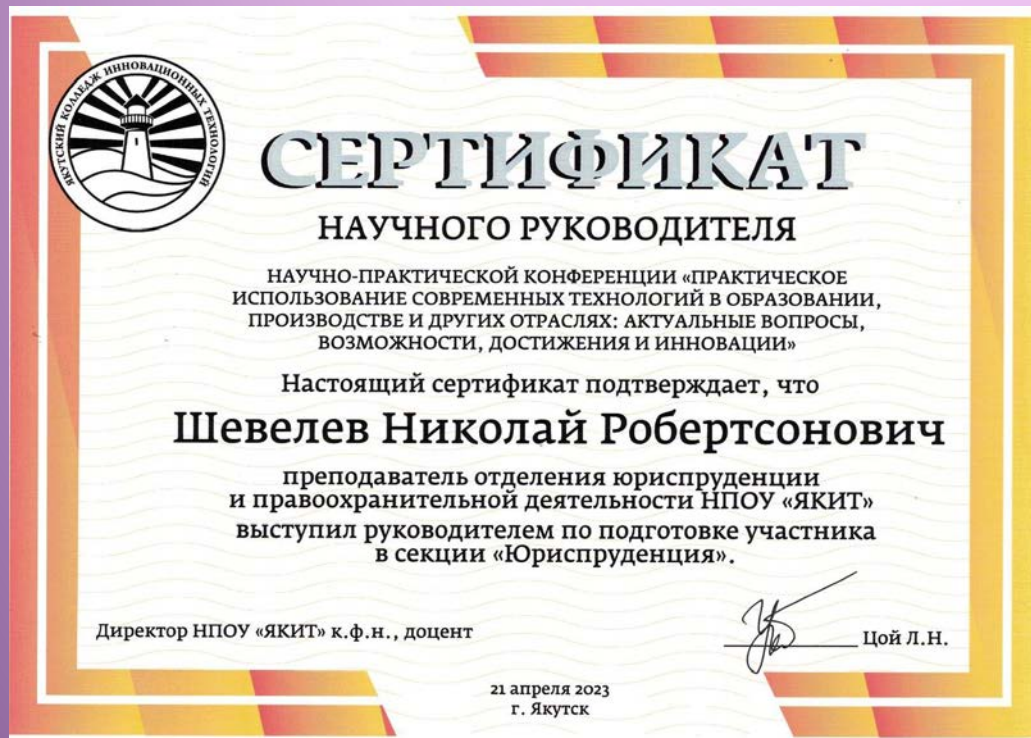 ЯКУТСКИЙ КОЛЛЕДЖ ИННОВАЦИОННЫХ ТЕХНОЛОГИЙ
СЕРТИФИКАТ
НАУЧНОГО РУКОВОДИТЕЛЯ
НАУЧНО-ПРАКТИЧЕСКОЙ КОНФЕРЕНЦИИ «ПРАКТИЧЕСКОЕ
ИСПОЛЬЗОВАНИЕ СОВРЕМЕННЫХ ТЕХНОЛОГИЙ В ОБРАЗОВАНИИ,
ПРОИЗВОДСТВЕ И ДРУГИХ ОТРАСЛЯХ: АКТУАЛЬНЫЕ ВОПРОСЫ,
ВОЗМОЖНОСТИ, ДОСТИЖЕНИЯ И ИННОВАЦИИ»
Настоящий сертификат подтверждает, что
Шевелев Николай Робертсонович
преподаватель отделения юриспруденции
и правоохранительной деятельности НПОУ «ЯКИТ»
выступил руководителем по подготовке участника
в секции «Юриспруденция».
Директор НПОУ «ЯКИТ» к.ф.н., доцент
Цой Л.Н.
21 апреля 2023
г. Якутск